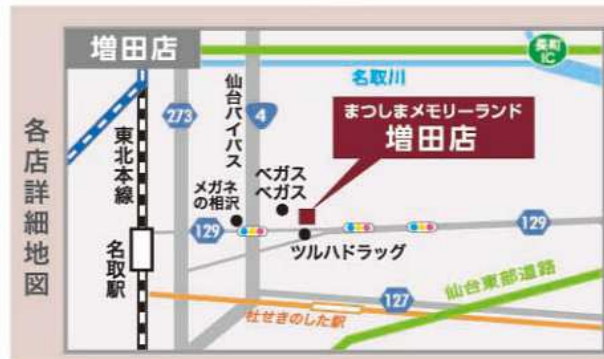 各店詳細地図
増田店
長町
IC
名取川
仙台バイパス
4
273
東北本線
まつしまメモリーランド
増田店
ベガス
ベガス
メガネ
の相沢
129
129
ツルハドラッグ
名取駅
127
仙台東部道路
杜せきのした駅